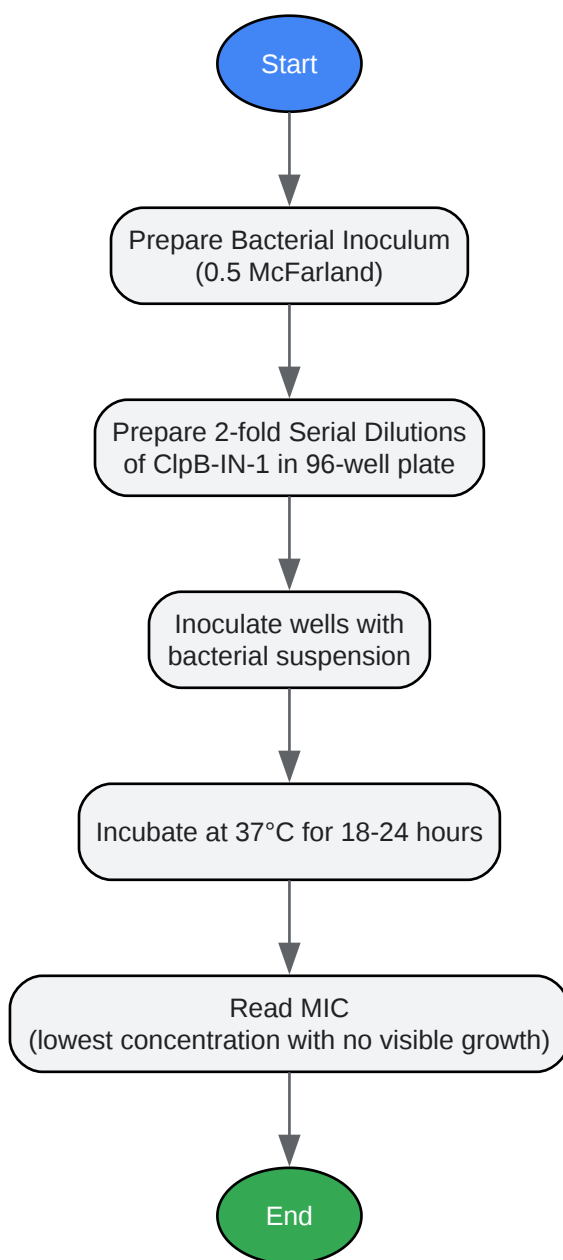 Start
Prepare Bacterial Inoculum
(0.5 McFarland)
Prepare 2-fold Serial Dilutions
of ClpB-IN-1 in 96-well plate
Inoculate wells with
bacterial suspension
Incubate at 37°C for 18-24 hours
Read MIC
(lowest concentration with no visible growth)
End